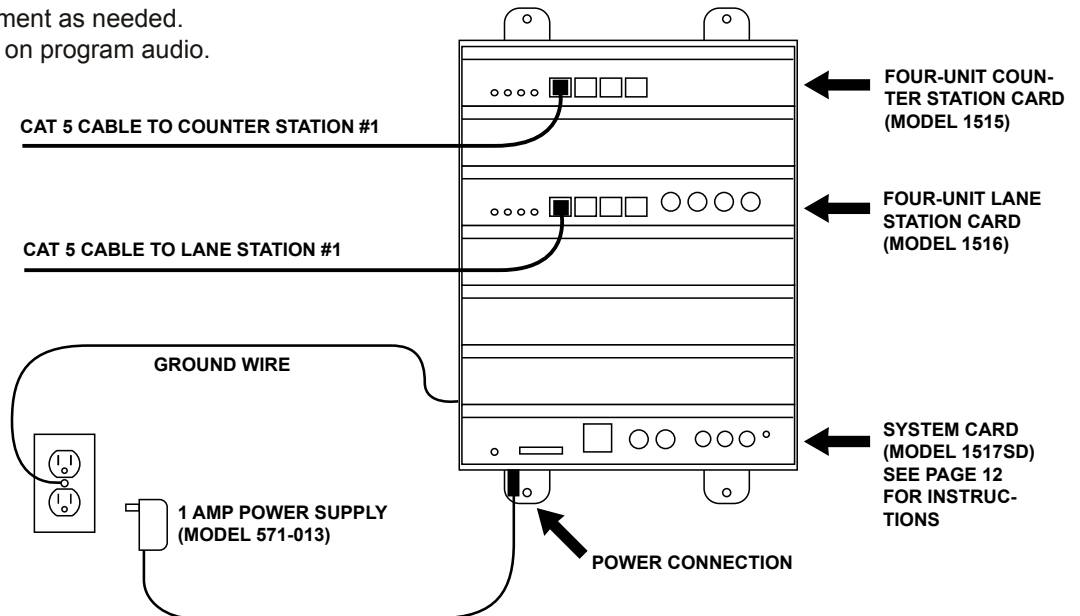 ment as needed.
on program audio.
FOUR-UNIT COUN-
TER STATION CARD
(MODEL 1515)
CAT 5 CABLE TO COUNTER STATION #1
FOUR-UNIT LANE
STATION CARD
(MODEL 1516)
CAT 5 CABLE TO LANE STATION #1
GROUND WIRE
SYSTEM CARD
(MODEL 1517SD)
SEE PAGE 12
FOR INSTRUC-
TIONS
1 AMP POWER SUPPLY
(MODEL 571-013)
POWER CONNECTION